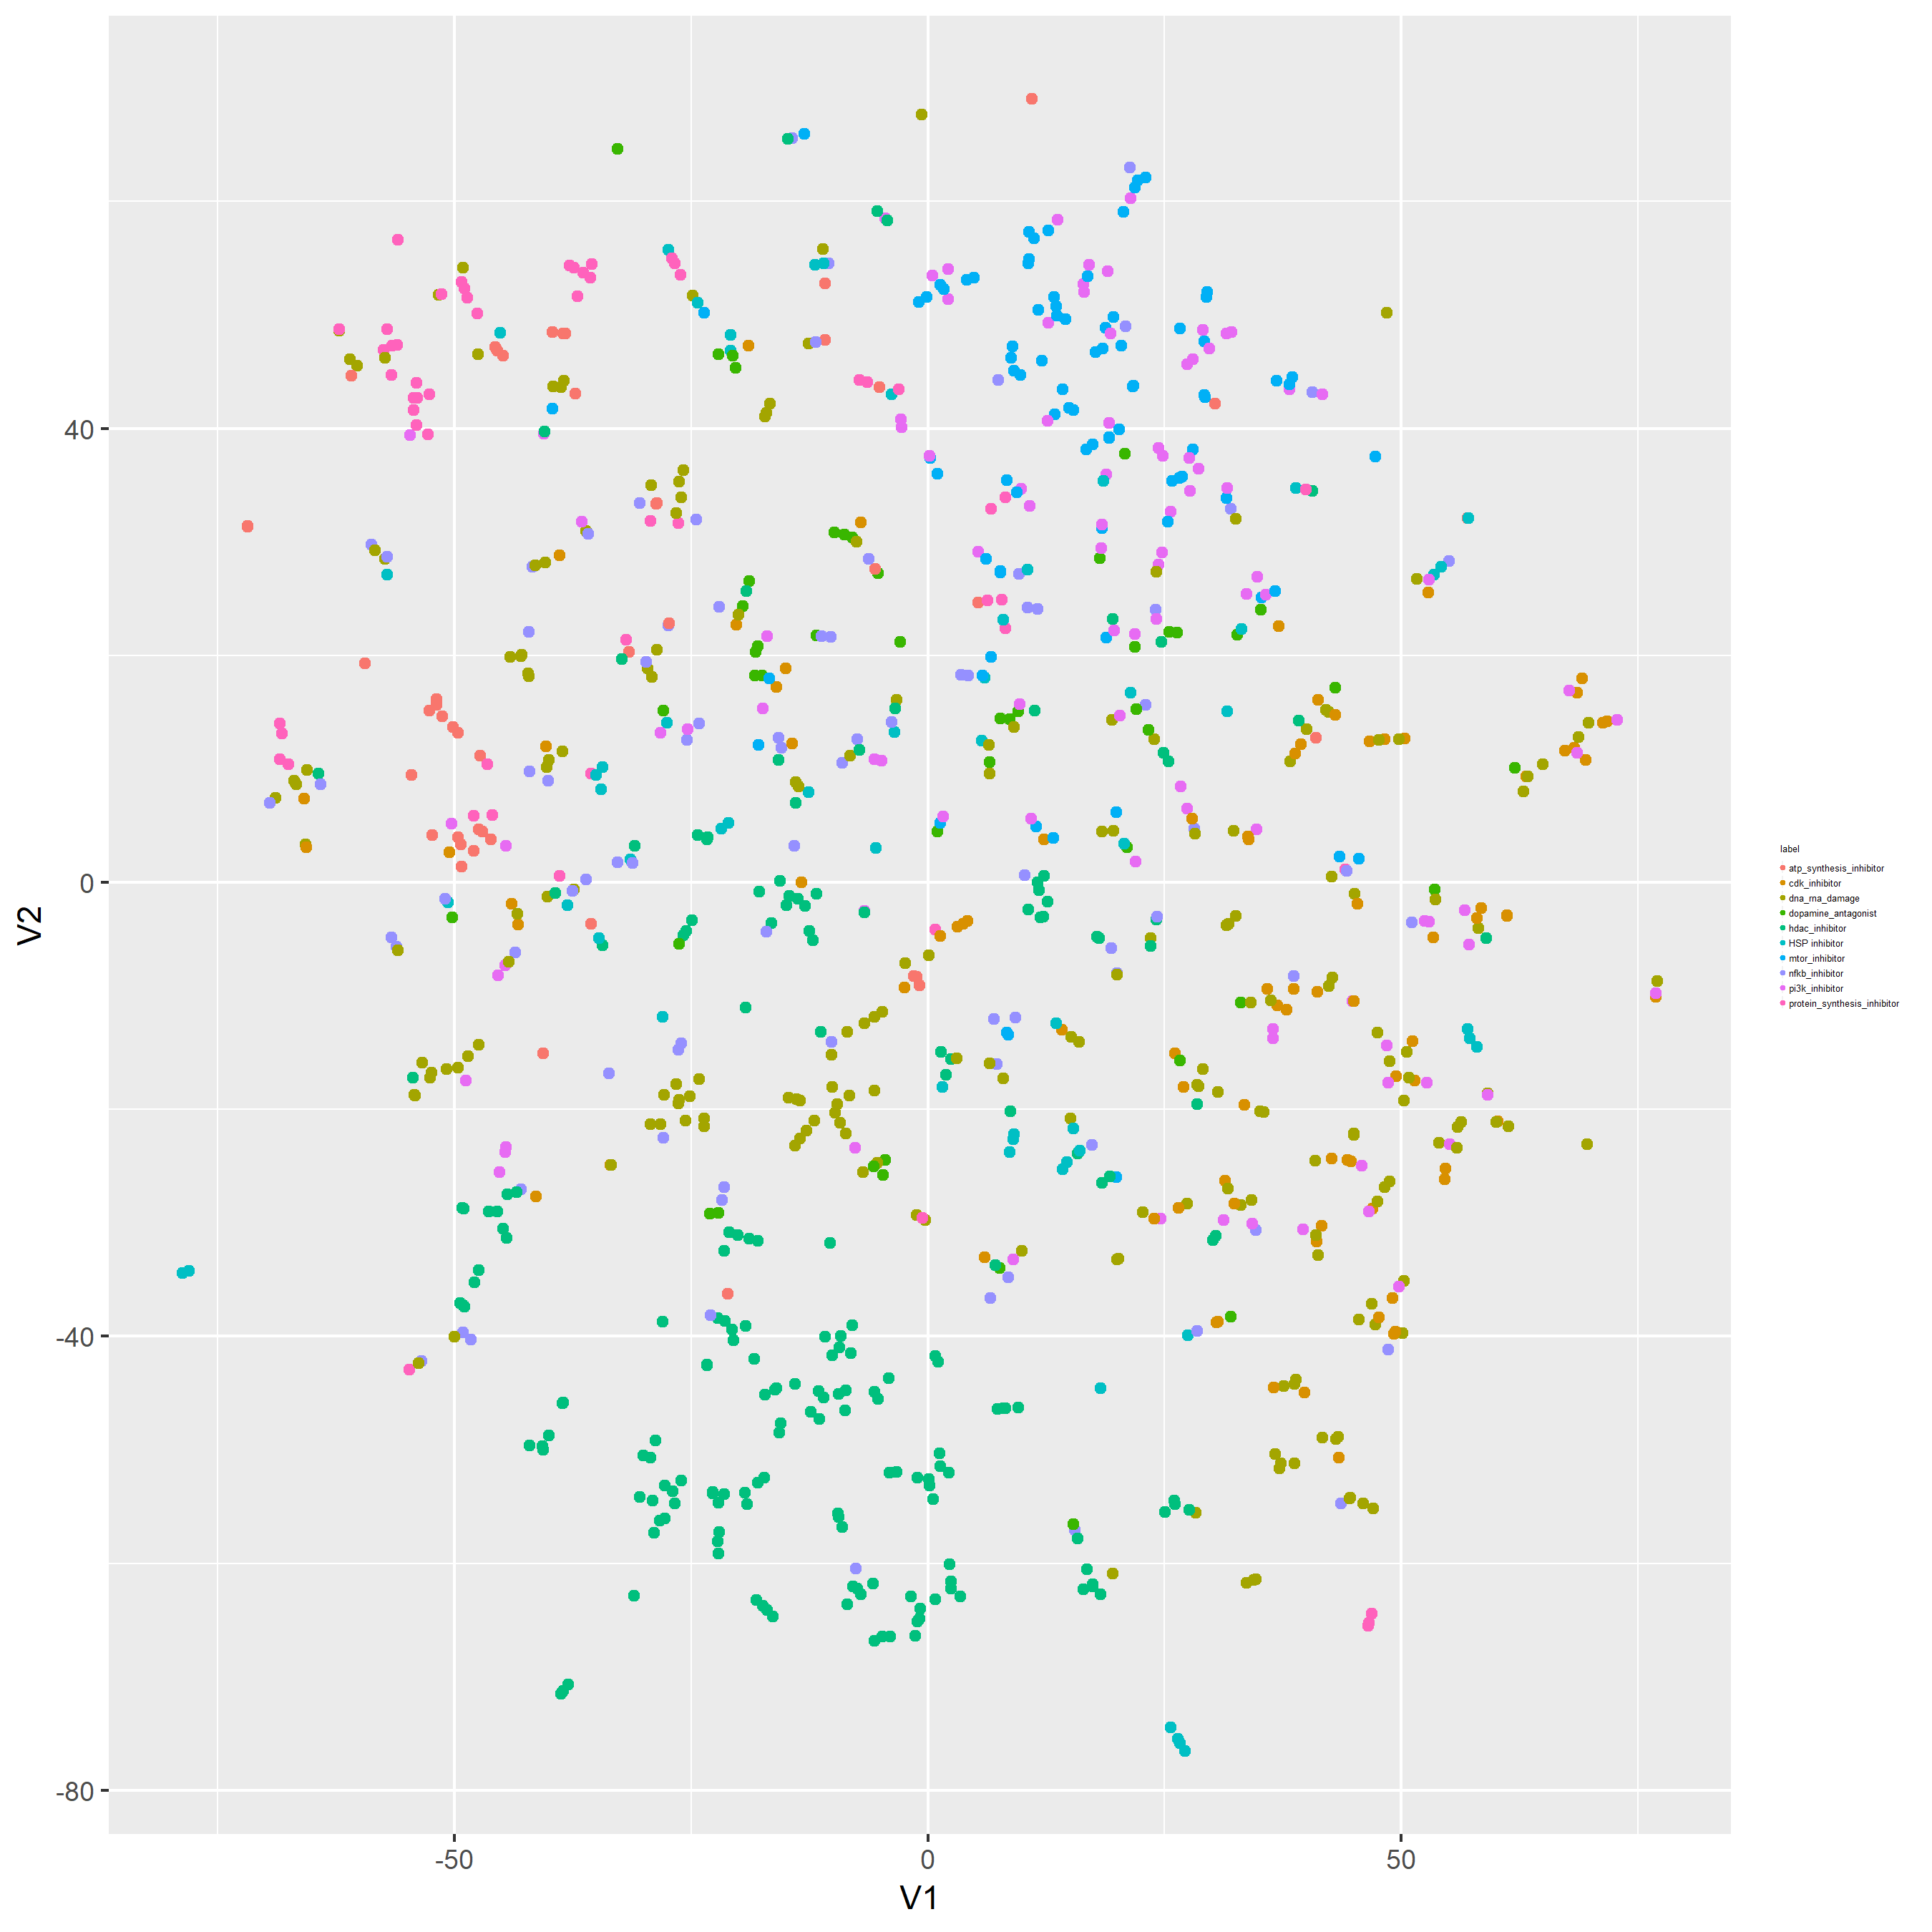 40
0
-40
-80
V2
-50
0
50
V1
label
atp_synthesis_inhibitor
cdk_inhibitor
dna_rna_damage
dopamine_antagonist
hdac_inhibitor
HSP inhibitor
mtor_inhibitor
nfkb_inhibitor
pi3k_inhibitor
protein_synthesis_inhibitor